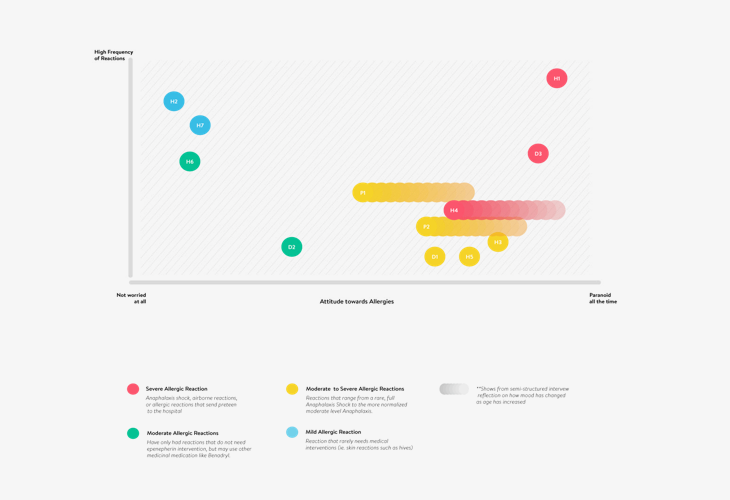 High Frequency
of Reactions
H1
H2
H7
D3
H6
P1
H4
P2
H3
D2
D1
H5
Not worried
at all
Attitude towards Allergies
Paranoid
all the time
Severe Allergic Reaction
Anaphalaxis shock, airborne reactions,
or allergic reactions that send preteen
to the hospital
Moderate to Severe Allergic Reactions
Reactions that range from a rare, full
Anaphalaxis Shock to the more normalized
moderate level Anaphalaxis.
**Shows from semi-structured interview
reflection on how mood has changed
as age has increased
Moderate Allergic Reactions
Have only had reactions that do not need
epenepherin intervention, but may use other
medicinal medication like Benadryl.
Mild Allergic Reaction
Reaction that rarely needs medical
interventions (ie. skin reactions such as hives)